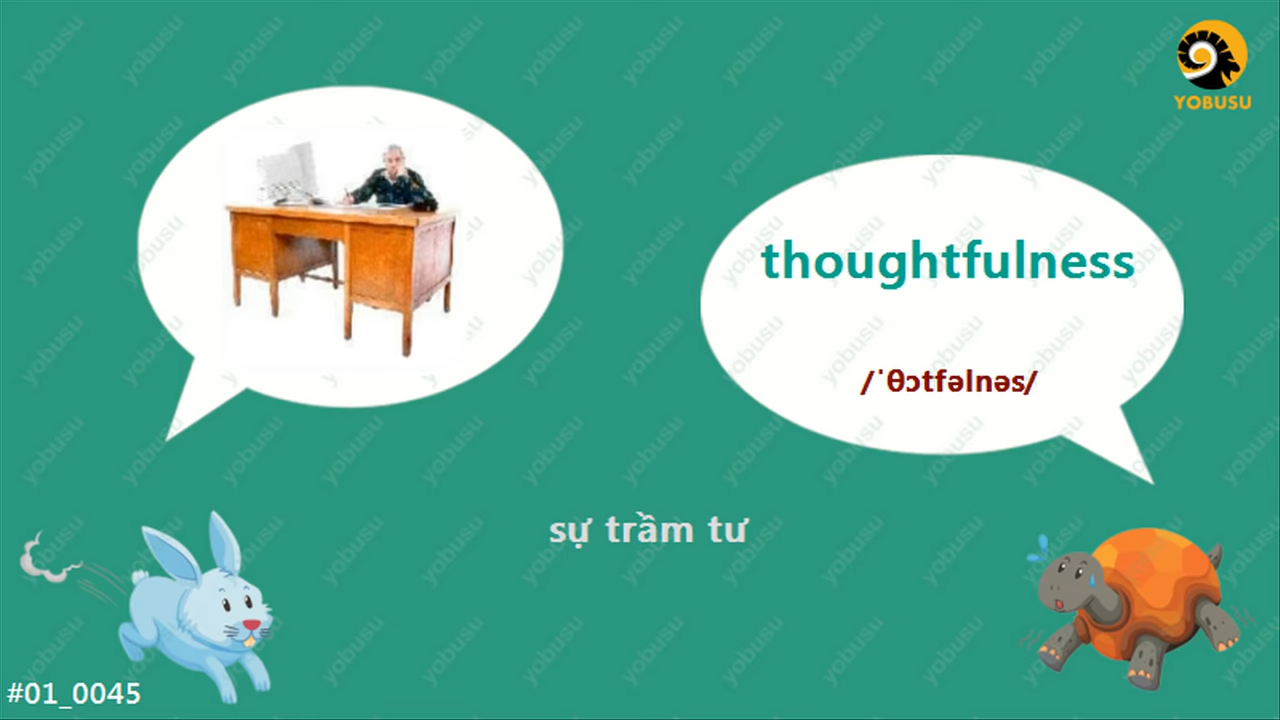 YOBUSU
thoughtfulness
/ˈθɔtfəlnəs/
sự trầm tư
#01_0045